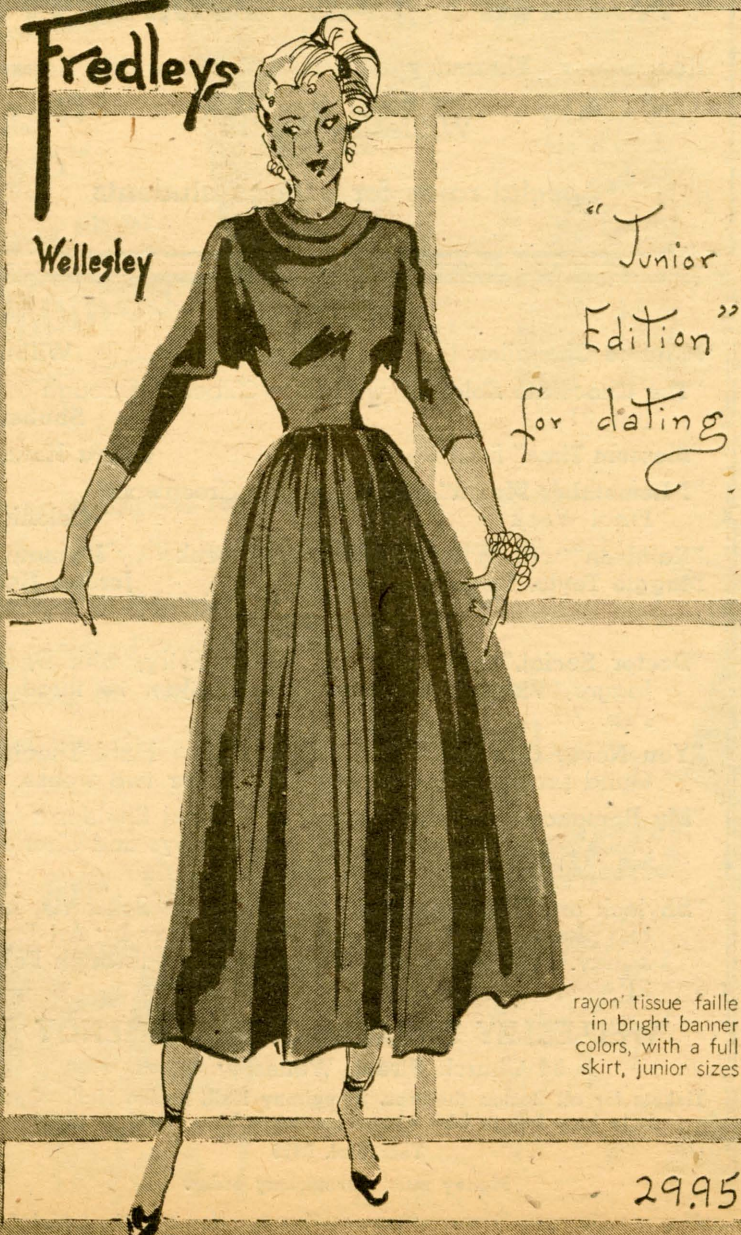 Fredleys
Wellesley
"Junior
Edition"
for dating
rayon tissue faille
in bright banner
colors, with a full
skirt, junior sizes
29.95